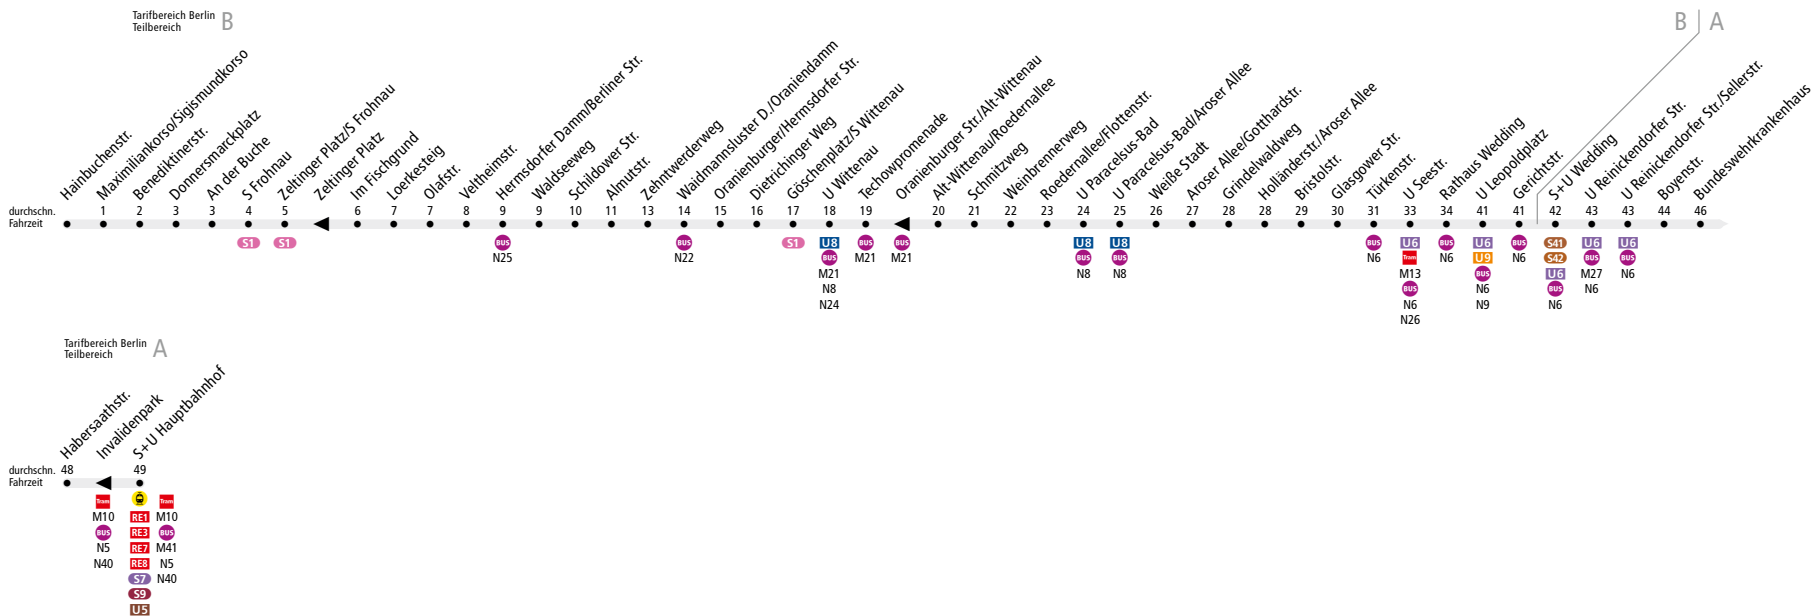 Tarifbereich Berlin
Teilbereich
B
B
A
Hainbuchenstr.
Maximiliankorso/Sigismundkorso
Benediktinerstr.
Donnersmarckplatz
An der Buche
S Frohnau
Zeltinger Platz/S Frohnau
Zeltinger Platz
Im Fischgrund
Loerkesteig
Olafstr.
Veltheimstr.
Hermsdorfer Damm/Berliner Str.
Waldseeweg
Schildower Str.
Almutstr.
Zehntwerderweg
Waidmannsluster D./Oraniendamm
Oranienburger/Hermsdorfer Str.
Dietrichinger Weg
Göschenplatz/S Wittenau
U Wittenau
Techowpromenade
Oranienburger Str./Alt-Wittenau
Alt-Wittenau/Roedernallee
Schmitzweg
Weinbrennerweg
Roedernallee/Flottenstr.
U Paracelsus-Bad
U Paracelsus-Bad/Aroser Allee
Weiße Stadt
Aroser Allee/Gotthardstr.
Grindelwaldweg
Holländerstr./Aroser Allee
Bristolstr.
Glasgower Str.
Türkenstr.
U Seestr.
Rathaus Wedding
U Leopoldplatz
Gerichtstr.
S+U Wedding
U Reinickendorfer Str.
U Reinickendorfer Str./Sellerstr.
Boyenstr.
Bundeswehrkrankenhaus
durchschn.
Fahrzeit
1 2 3 3 4 5 6 7 7 8 9 9 10 11 13 14 15 16 17 18 19 20 21 22 23 24 25 26 27 28 28 29 30 31 33 34 41 41 42 43 43 44 46
S1
S1
BUS
N25
BUS
N22
S1
U8
BUS
M21
N8
N24
BUS
M21
BUS
M21
U8
BUS
N8
U8
BUS
N8
BUS
N6
U6
Tram
M13
BUS
N6
N26
BUS
N6
U6
U9
BUS
N6
N9
BUS
N6
S41
S42
U6
BUS
N6
U6
BUS
M27
N6
U6
BUS
N6
Tarifbereich Berlin
Teilbereich
A
Habersaathstr.
Invalidenpark
S+U Hauptbahnhof
durchschn.
Fahrzeit
48 49
Tram
M10
BUS
N5
N40
RE1
RE3
RE7
RE8
S7
S9
U5
Tram
M10
BUS
M41
N5
N40